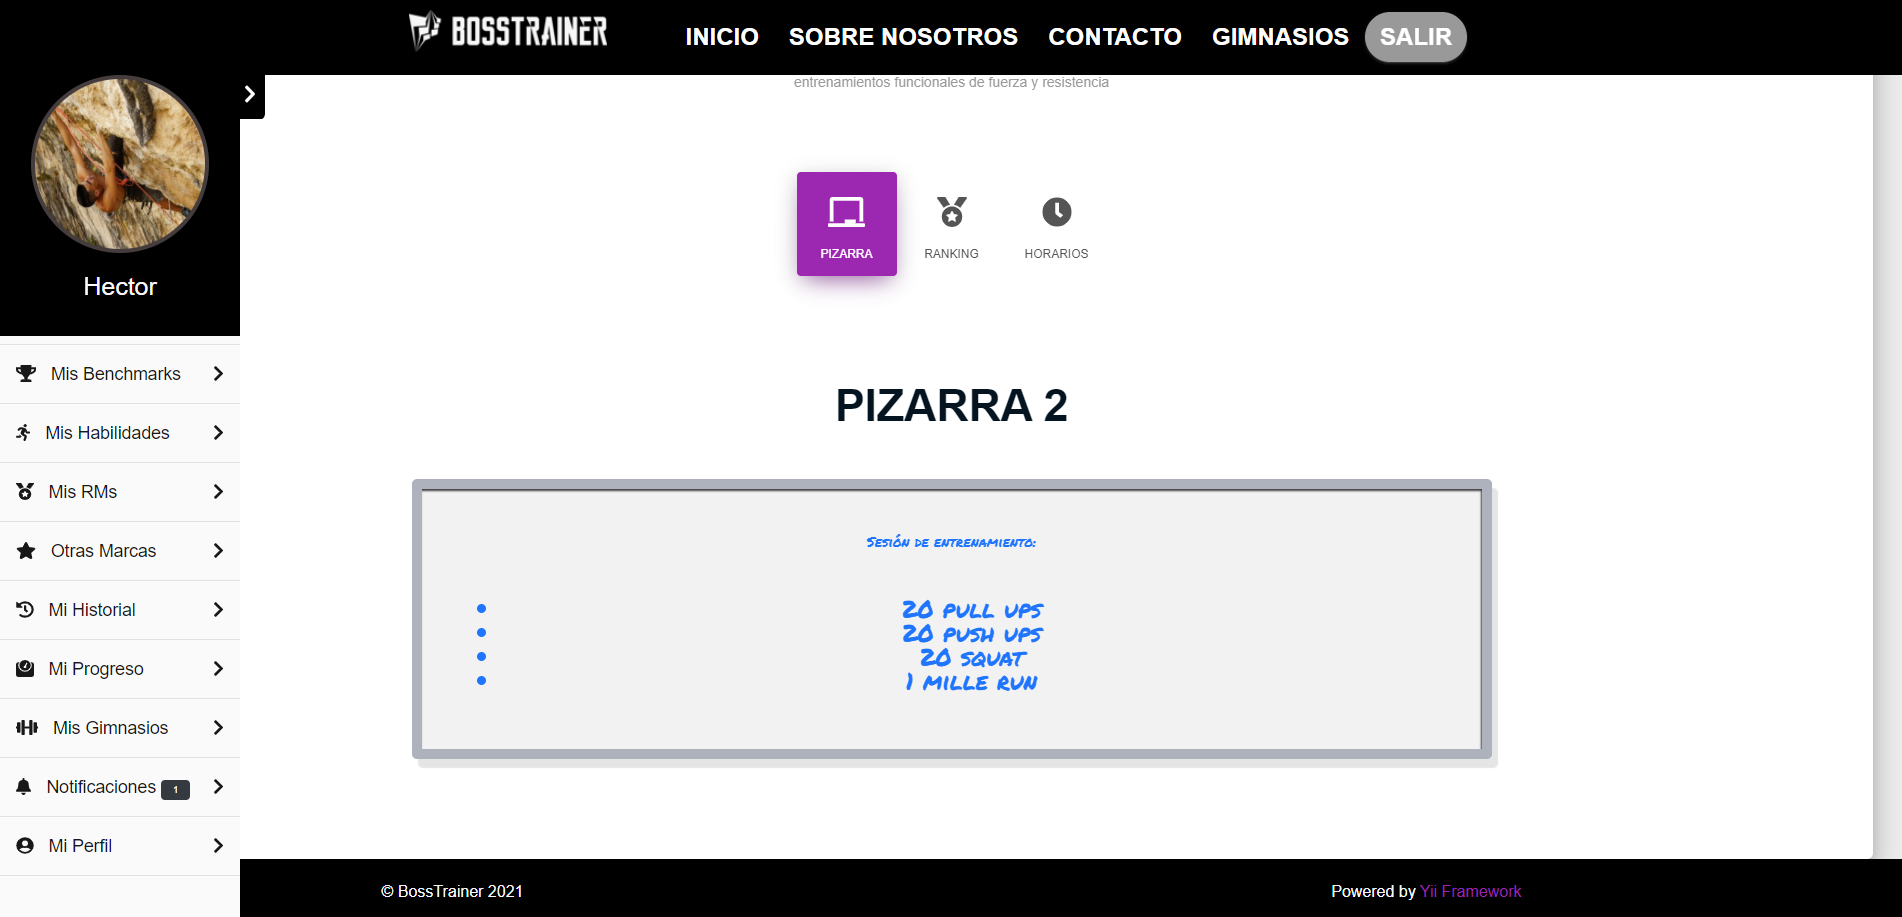 BOSSTRAINER
INICIO SOBRE NOSOTROS CONTACTO GIMNASIOS SALIR
entrenamientos funcionales de fuerza y resistencia
Hector
Mis Benchmarks
Mis Habilidades
Mis RMs
Otras Marcas
Mi Historial
Mi Progreso
Mis Gimnasios
Notificaciones 1
Mi Perfil
PIZARRA RANKING HORARIOS
PIZARRA 2
Sesión de entrenamiento:
20 pull ups
20 push ups
20 squat
1 mille run
© BossTrainer 2021
Powered by Yii Framework